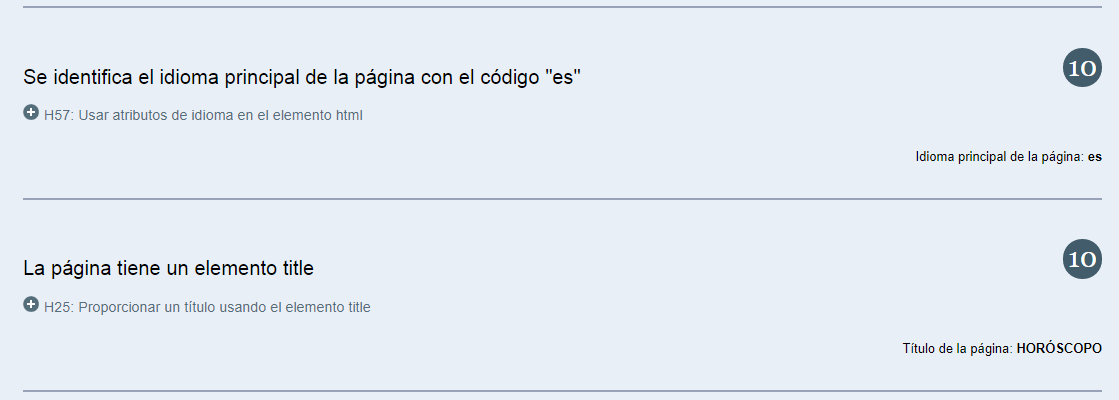 Se identifica el idioma principal de la página con el código "es"
10
H57: Usar atributos de idioma en el elemento html
Idioma principal de la página: es
La página tiene un elemento title
10
H25: Proporcionar un título usando el elemento title
Título de la página: HORÓSCOPO